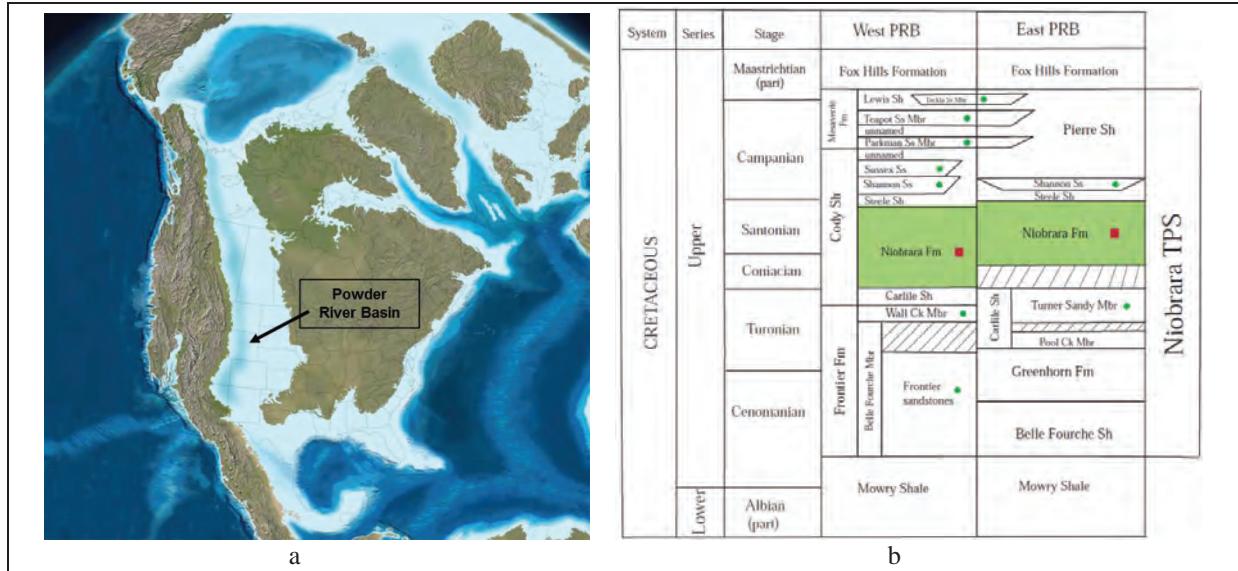 Powder
River Basin
a
System
Series
Stage
West PRB
East PRB
CRETACEOUS
Upper
Lower
Maastrichtian
(part)
Campanian
Santonian
Coniacian
Turonian
Cenomanian
Albian
(part)
Fox Hills Formation
Mesaverde
Fm
Lewis Sh
Teckla Ss Mbr
Teapot Ss Mbr
unnamed
Parkman Ss Mbr
Cody Sh
unnamed
Sussex Ss
Shannon Ss
Steele Sh
Niobrara Fm
Carlile Sh
Frontier Fm
Wall Ck Mbr
Belle Fourche Mbr
Frontier
sandstones
Mowry Shale
Fox Hills Formation
Pierre Sh
Shannon Ss
Steele Sh
Niobrara Fm
Carlile Sh
Turner Sandy Mbr
Pool Ck Mbr
Greenhorn Fm
Belle Fourche Sh
Mowry Shale
Niobrara TPS
b